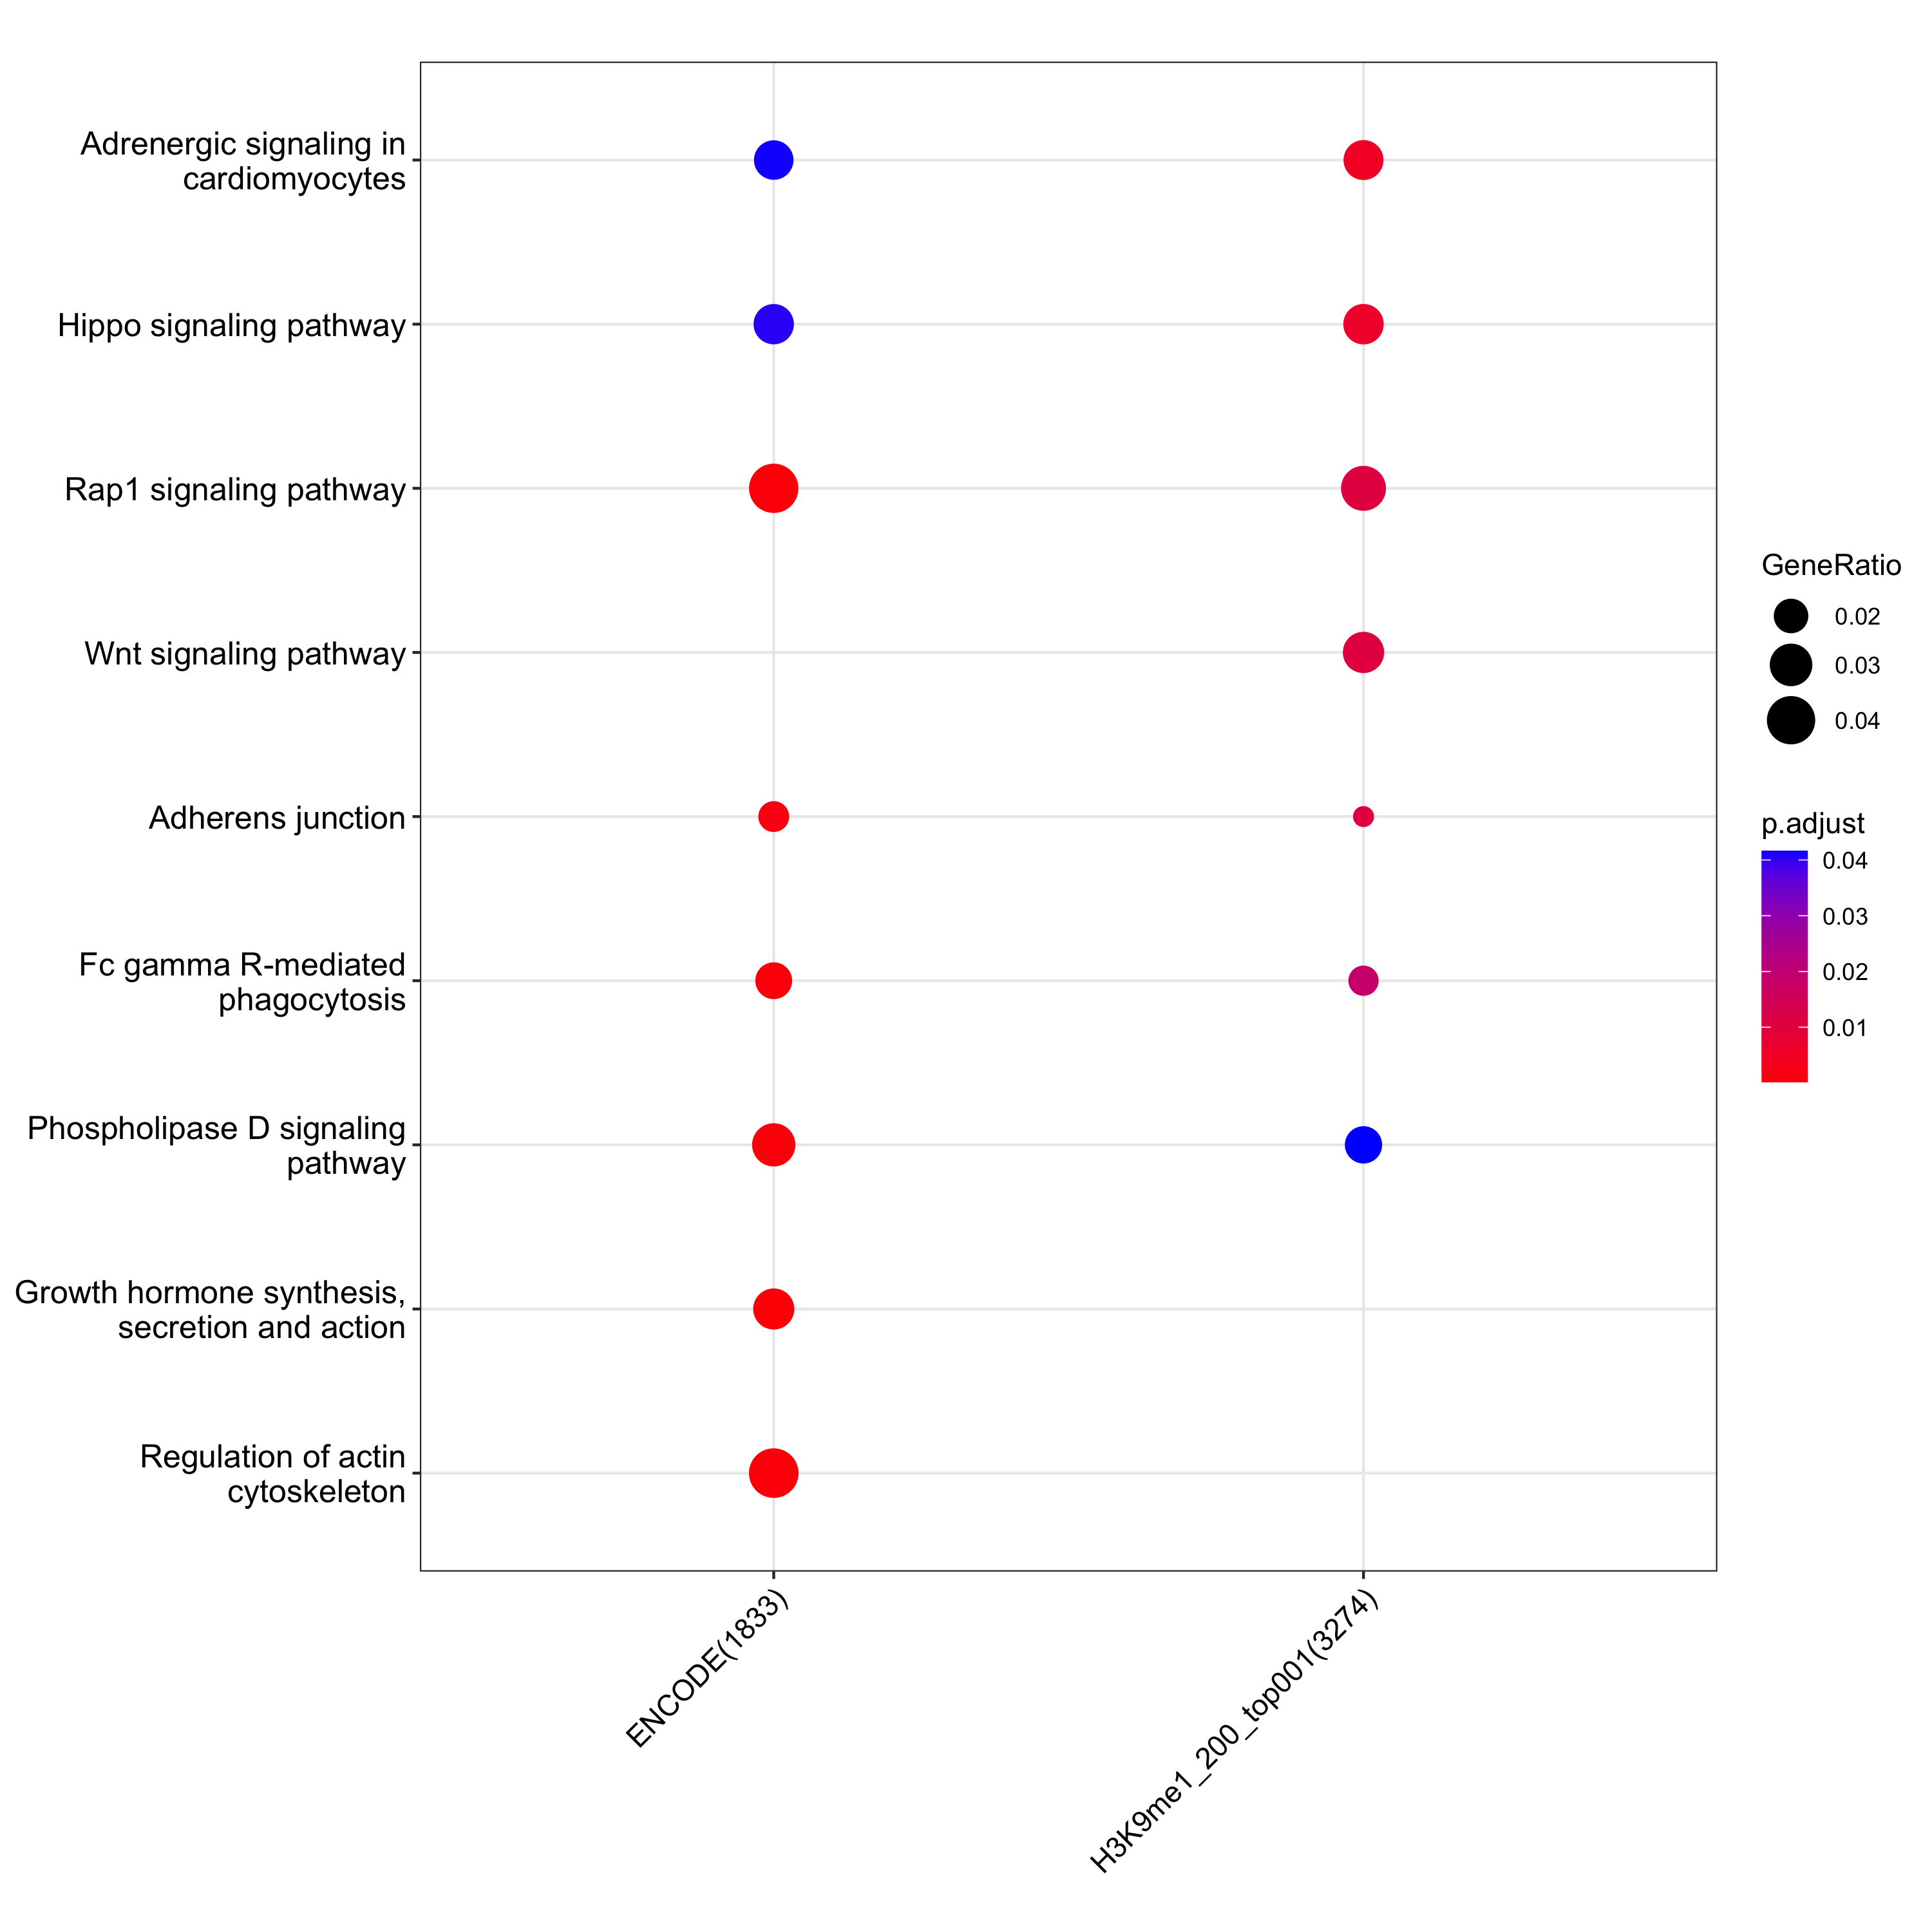 Adrenergic signaling in
cardiomyocytes
Hippo signaling pathway
Rap1 signaling pathway
Wnt signaling pathway
Adherens junction
Fc gamma R-mediated
phagocytosis
Phospholipase D signaling
pathway
Growth hormone synthesis,
secretion and action
Regulation of actin
cytoskeleton
ENCODE(1833)
H3K9me1_200_top001(3274)
GeneRatio
0.02
0.03
0.04
p.adjust
0.04
0.03
0.02
0.01